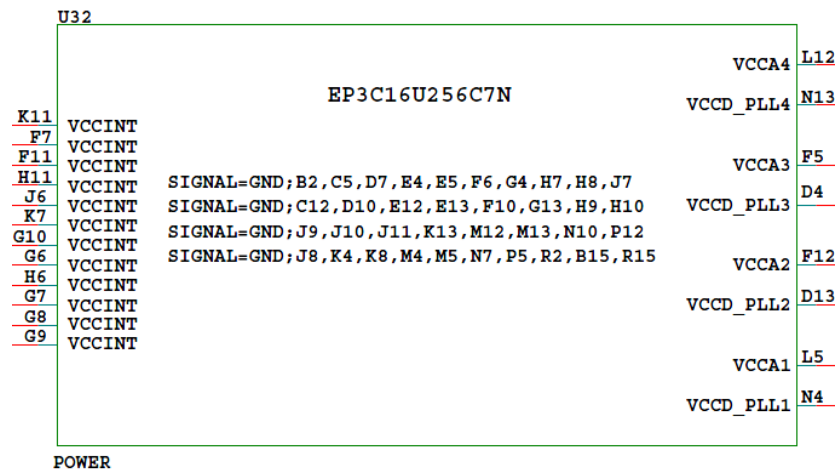 U32
EP3C16U256C7N
K11 VCCINT
F7 VCCINT
F11 VCCINT
H11 VCCINT
J6 VCCINT
K7 VCCINT
G10 VCCINT
G6 VCCINT
H6 VCCINT
G7 VCCINT
G8 VCCINT
G9 VCCINT
SIGNAL=GND;B2,C5,D7,E4,E5,F6,G4,H7,H8,J7
SIGNAL=GND;C12,D10,E12,E13,F10,G13,H9,H10
SIGNAL=GND;J9,J10,J11,K13,M12,M13,N10,P12
SIGNAL=GND;J8,K4,K8,M4,M5,N7,P5,R2,B15,R15
VCCA4 L12
VCCD_PLL4 N13
VCCA3 F5
VCCD_PLL3 D4
VCCA2 F12
VCCD_PLL2 D13
VCCA1 L5
VCCD_PLL1 N4
POWER